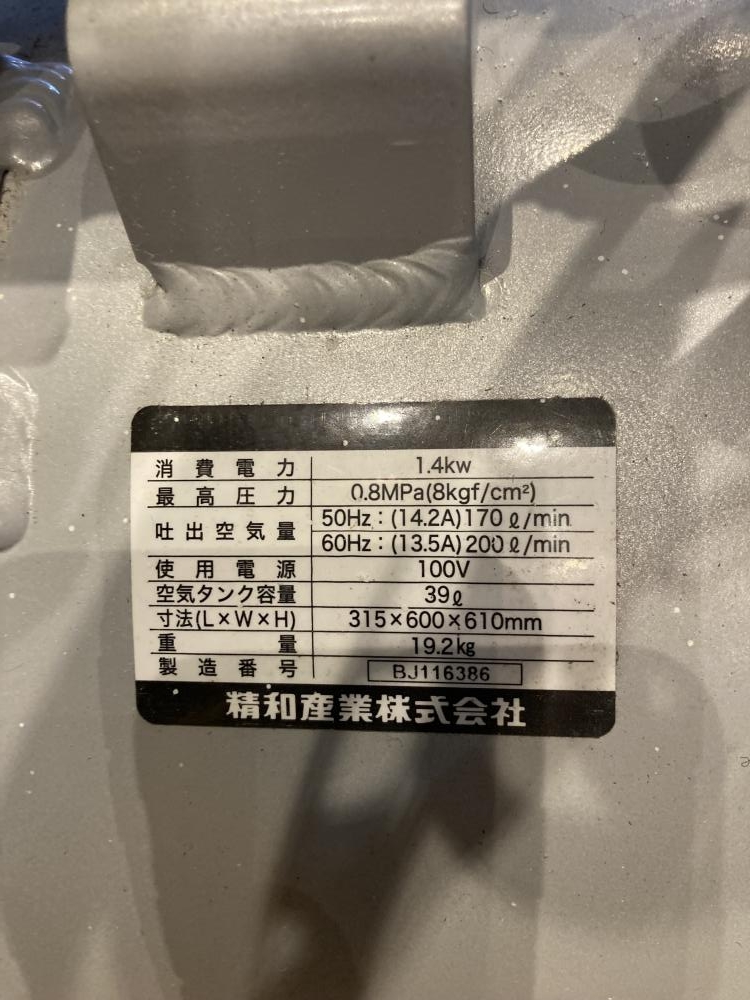 消費電力 1.4kw
最高圧力 0.8MPa(8kgf/cm²)
吐出空気量 50Hz：(14.2A)170ℓ/min
60Hz：(13.5A)200ℓ/min
使用電源 100V
空気タンク容量 39ℓ
寸法(L×W×H) 315×600×610mm
重量 19.2kg
製造番号 BJ116386
精和産業株式会社